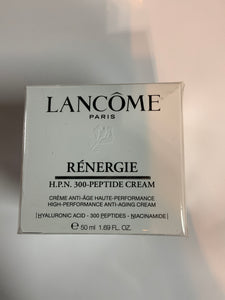 LANCÔME
PARIS
RÉNERGIE
H.P.N. 300-PEPTIDE CREAM
CRÈME ANTI-ÂGE HAUTE-PERFORMANCE
HIGH-PERFORMANCE ANTI-AGING CREAM
[HYALURONIC ACID - 300 PEPTIDES - NIACINAMIDE]
℮ 50 ml 1.69 FL. OZ.